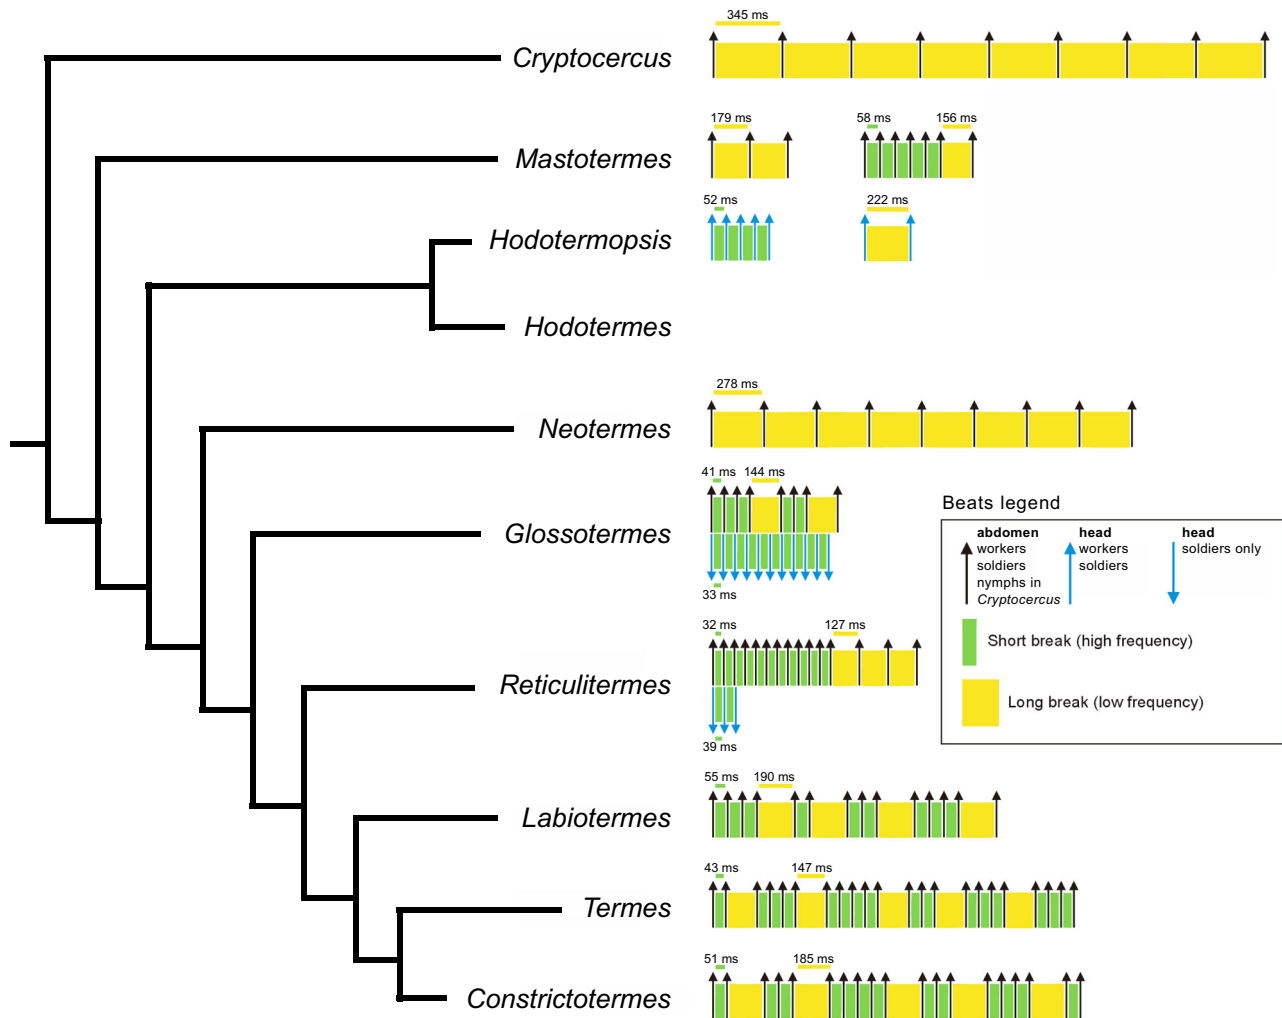 345 ms
Cryptocercus
179 ms
58 ms
156 ms
Mastotermes
52 ms
222 ms
Hodotermopsis
Hodotermes
278 ms
Neotermes
41 ms
144 ms
Glossotermes
33 ms
Beats legend
abdomen
workers
soldiers
nymphs in
Cryptocercus
head
workers
soldiers
head
soldiers only
Short break (high frequency)
Long break (low frequency)
32 ms
127 ms
Reticulitermes
39 ms
55 ms
190 ms
Labiotermes
43 ms
147 ms
Termes
51 ms
185 ms
Constrictotermes